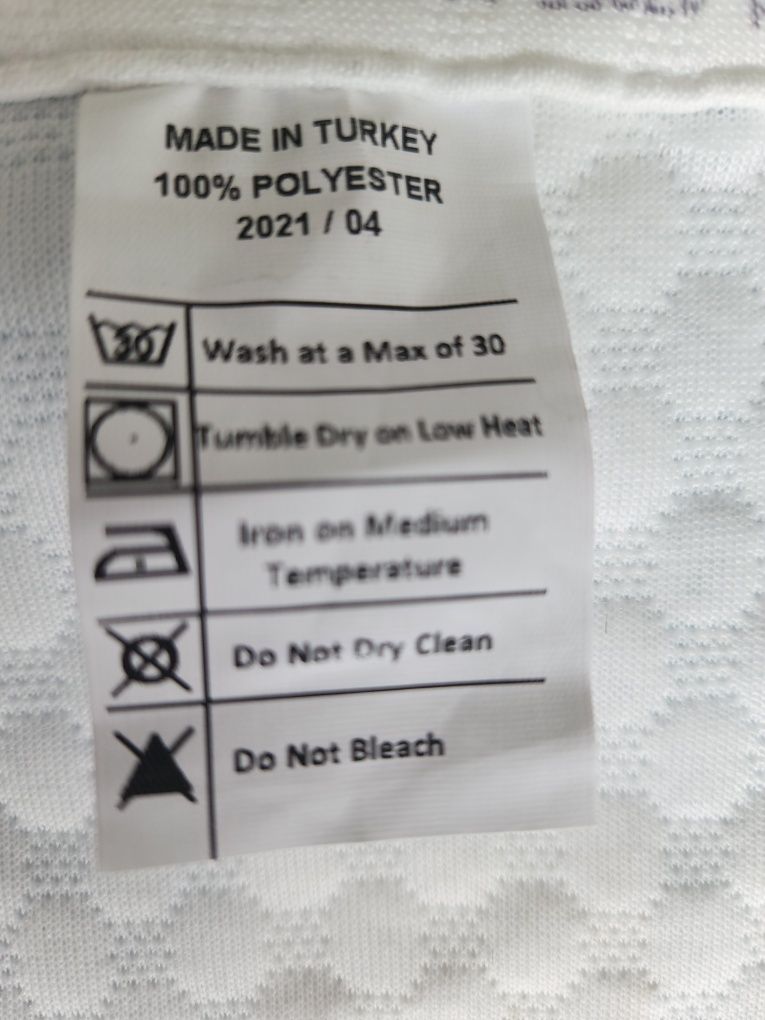 MADE IN TURKEY
100% POLYESTER
2021 / 04
30
Wash at a Max of 30
Tumble Dry on Low Heat
Iron on Medium
Temperature
Do Not Dry Clean
Do Not Bleach